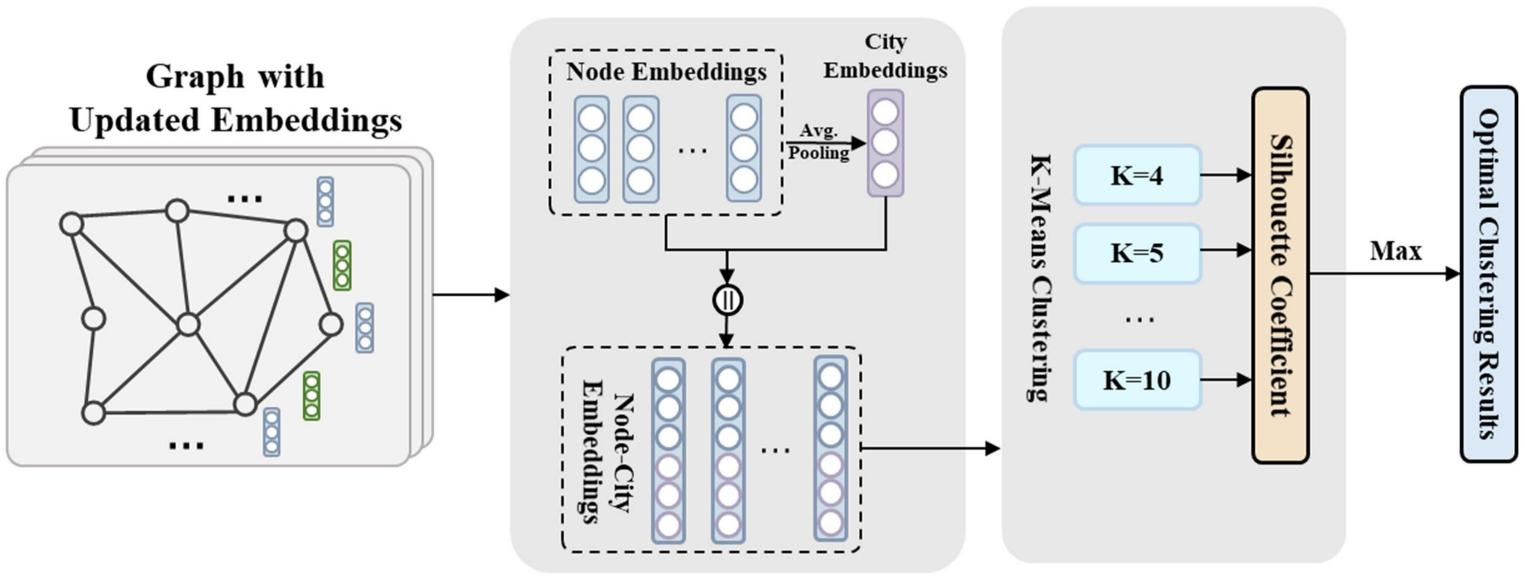 Graph with
Updated Embeddings
...
...
Node Embeddings
...
City
Embeddings
Avg.
Pooling
||
Node-City
Embeddings
...
K-Means Clustering
K=4
K=5
...
K=10
Silhouette Coefficient
Max
Optimal Clustering Results